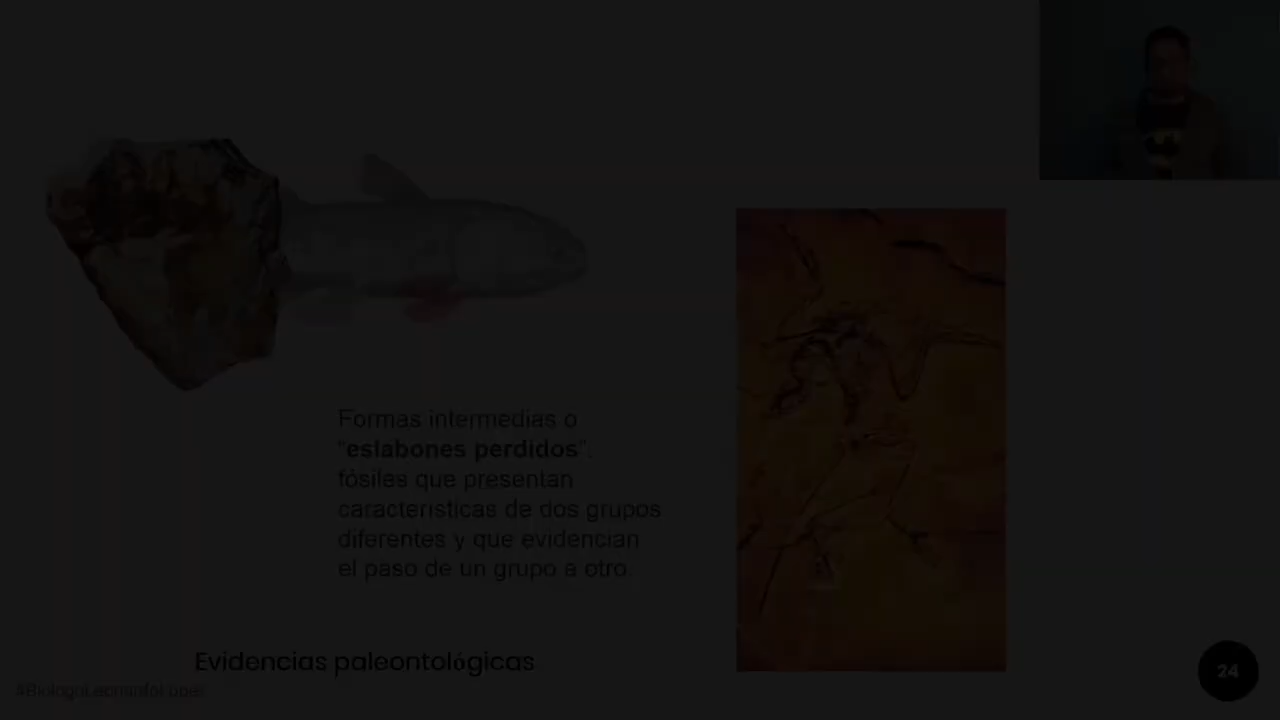 Formas intermedias o
"eslabones perdidos",
fósiles que presentan
características de dos grupos
diferentes y que evidencian
el paso de un grupo a otro.
Evidencias paleontológicas
24